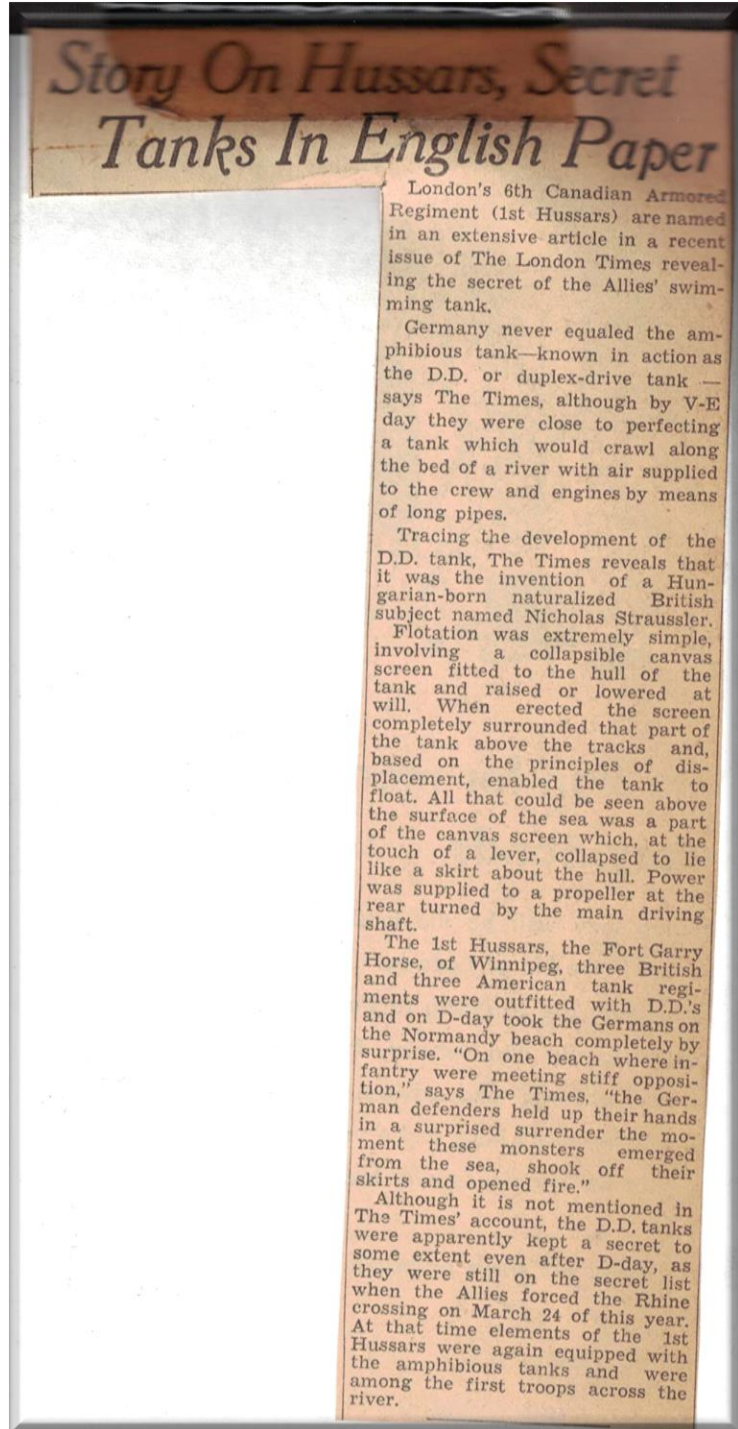 Story On Hussars, Secret
Tanks In English Paper
London's 6th Canadian Armored
Regiment (1st Hussars) are named
in an extensive article in a recent
issue of The London Times reveal-
ing the secret of the Allies' swim-
ming tank.
Germany never equaled the am-
phibious tank—known in action as
the D.D. or duplex-drive tank —
says The Times, although by V-E
day they were close to perfecting
a tank which would crawl along
the bed of a river with air supplied
to the crew and engines by means
of long pipes.
Tracing the development of the
D.D. tank, The Times reveals that
it was the invention of a Hun-
garian-born naturalized British
subject named Nicholas Straussler.
Flotation was extremely simple,
involving a collapsible canvas
screen fitted to the hull of the
tank and raised or lowered at
will. When erected the screen
completely surrounded that part of
the tank above the tracks and,
based on the principles of dis-
placement, enabled the tank to
float. All that could be seen above
the surface of the sea was a part
of the canvas screen which, at the
touch of a lever, collapsed to lie
like a skirt about the hull. Power
was supplied to a propeller at the
rear turned by the main driving
shaft.
The 1st Hussars, the Fort Garry
Horse, of Winnipeg, three British
and three American tank regi-
ments were outfitted with D.D.'s
and on D-day took the Germans on
the Normandy beach completely by
surprise. "On one beach where in-
fantry were meeting stiff opposi-
tion," says The Times, "the Ger-
man defenders held up their hands
in a surprised surrender the mo-
ment these monsters emerged
from the sea, shook off their
skirts and opened fire."
Although it is not mentioned in
The Times' account, the D.D. tanks
were apparently kept a secret to
some extent even after D-day, as
they were still on the secret list
when the Allies forced the Rhine
crossing on March 24 of this year.
At that time elements of the 1st
Hussars were again equipped with
the amphibious tanks and were
among the first troops across the
river.